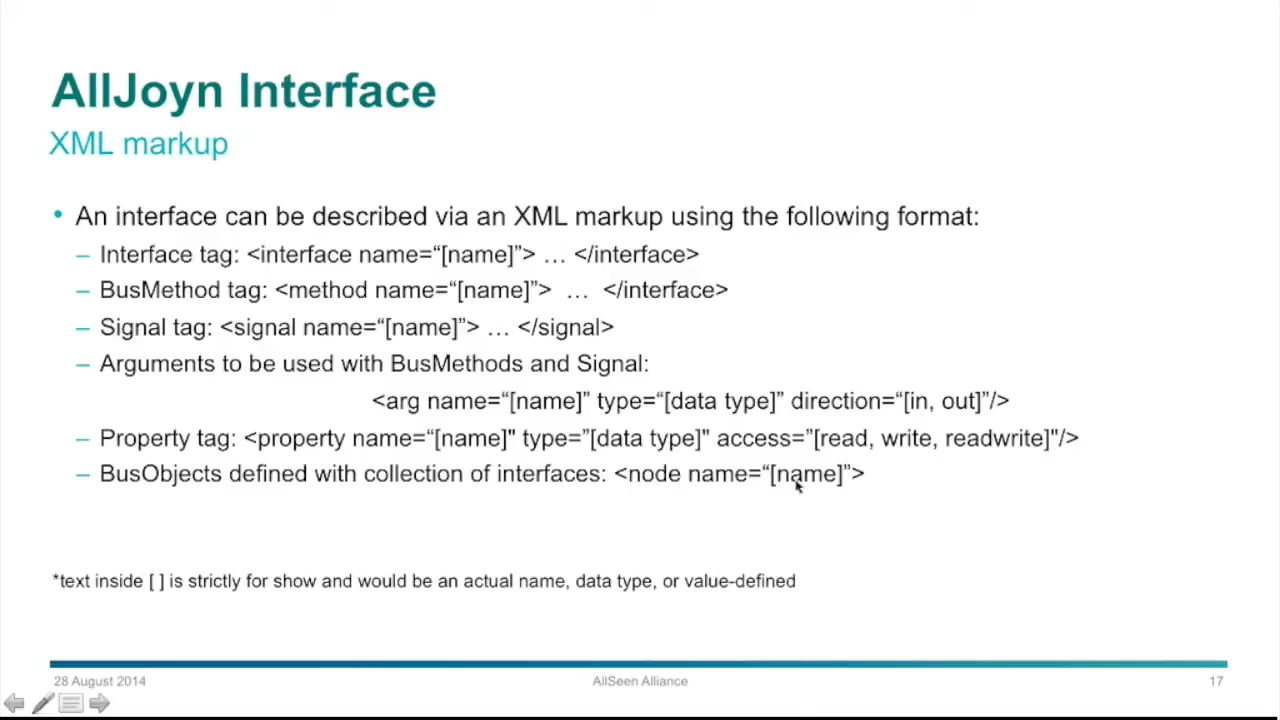 AllJoyn Interface
XML markup
• An interface can be described via an XML markup using the following format:
– Interface tag: <interface name=“[name]”> … </interface>
– BusMethod tag: <method name=“[name]”>  …  </interface>
– Signal tag: <signal name=“[name]”> … </signal>
– Arguments to be used with BusMethods and Signal:
<arg name=“[name]” type=“[data type]” direction=“[in, out]”/>
– Property tag: <property name=“[name]" type=”[data type]" access=”[read, write, readwrite]"/>
– BusObjects defined with collection of interfaces: <node name=“[name]”>
*text inside [ ] is strictly for show and would be an actual name, data type, or value-defined
28 August 2014
AllSeen Alliance
17